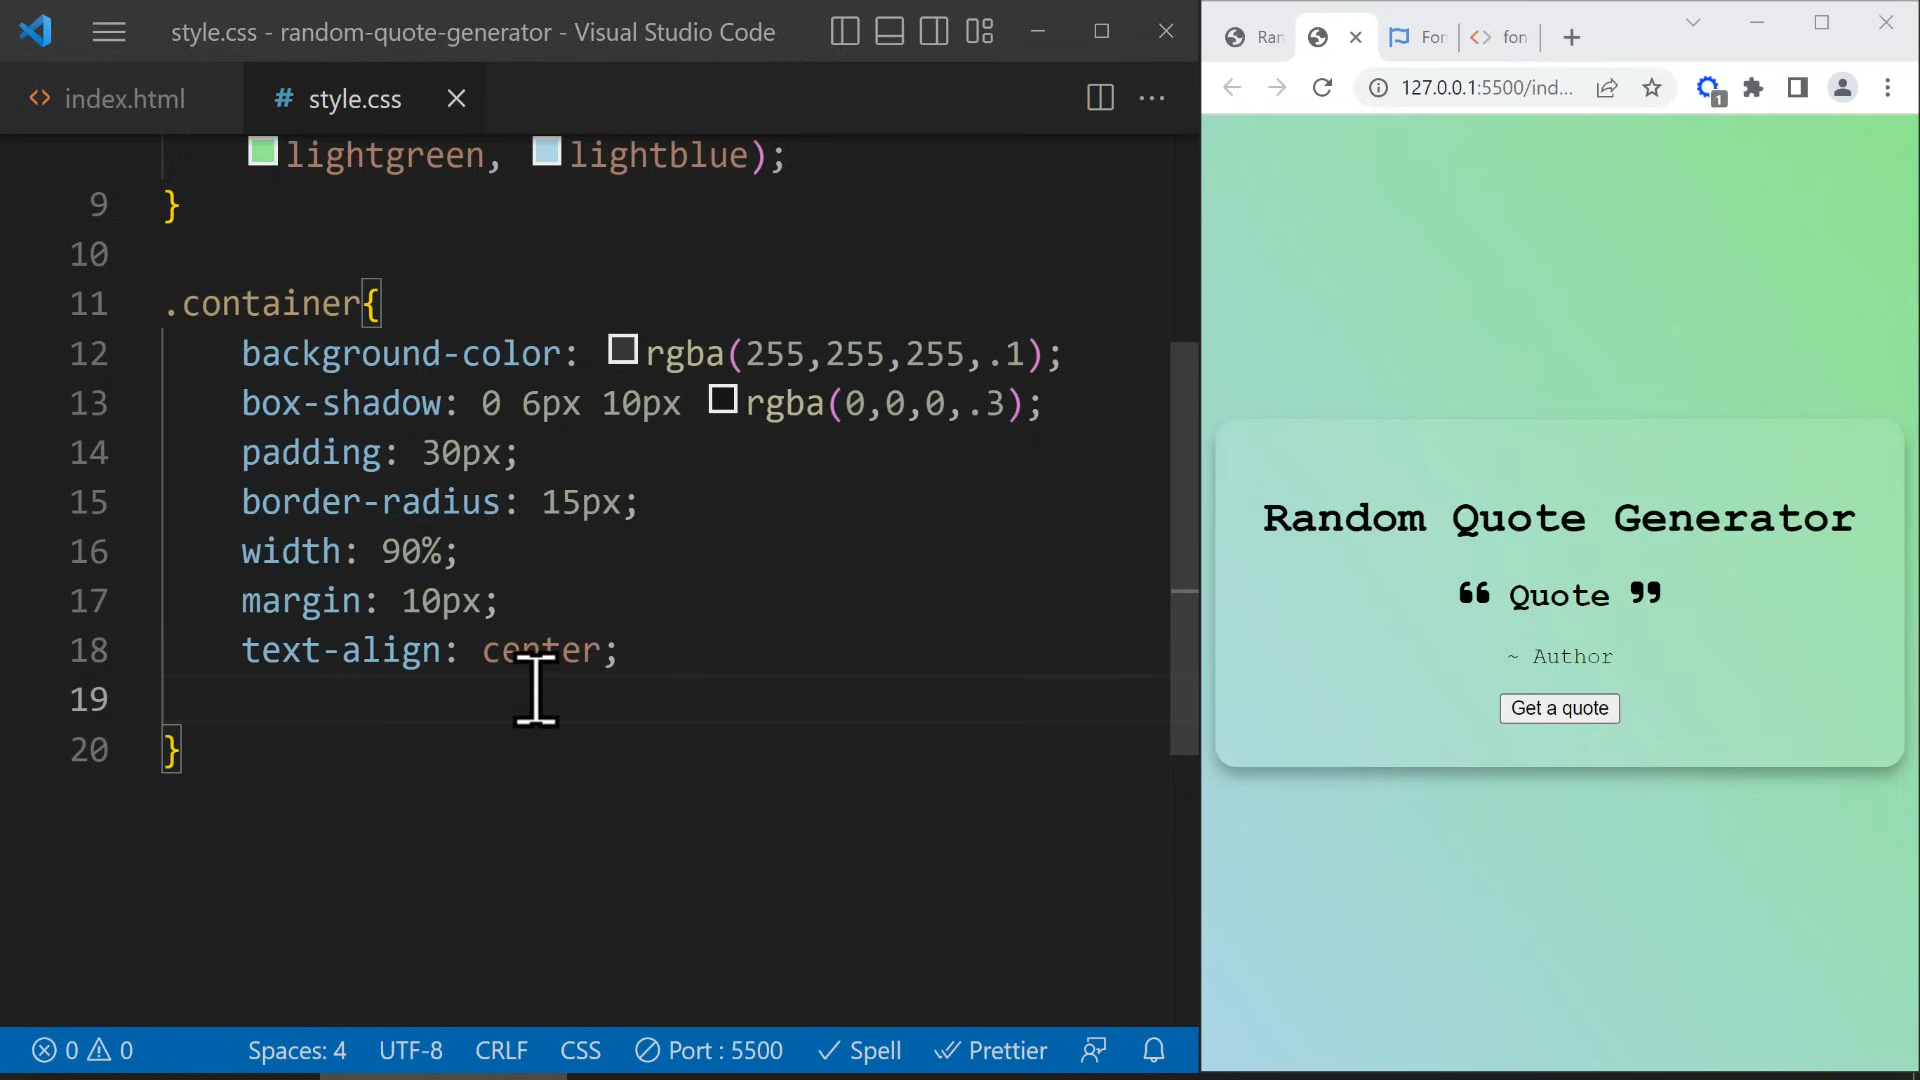 style.css - random-quote-generator - Visual Studio Code
index.html
# style.css
lightgreen, lightblue);
9 }
10
11 .container{
12 background-color: rgba(255,255,255,.1);
13 box-shadow: 0 6px 10px rgba(0,0,0,.3);
14 padding: 30px;
15 border-radius: 15px;
16 width: 90%;
17 margin: 10px;
18 text-align: center;
19
20 }
0 0 Spaces: 4 UTF-8 CRLF CSS Port : 5500 Spell Prettier
Ran For fon
127.0.0.1:5500/ind...
1
Random Quote Generator
❝ Quote ❞
~ Author
Get a quote